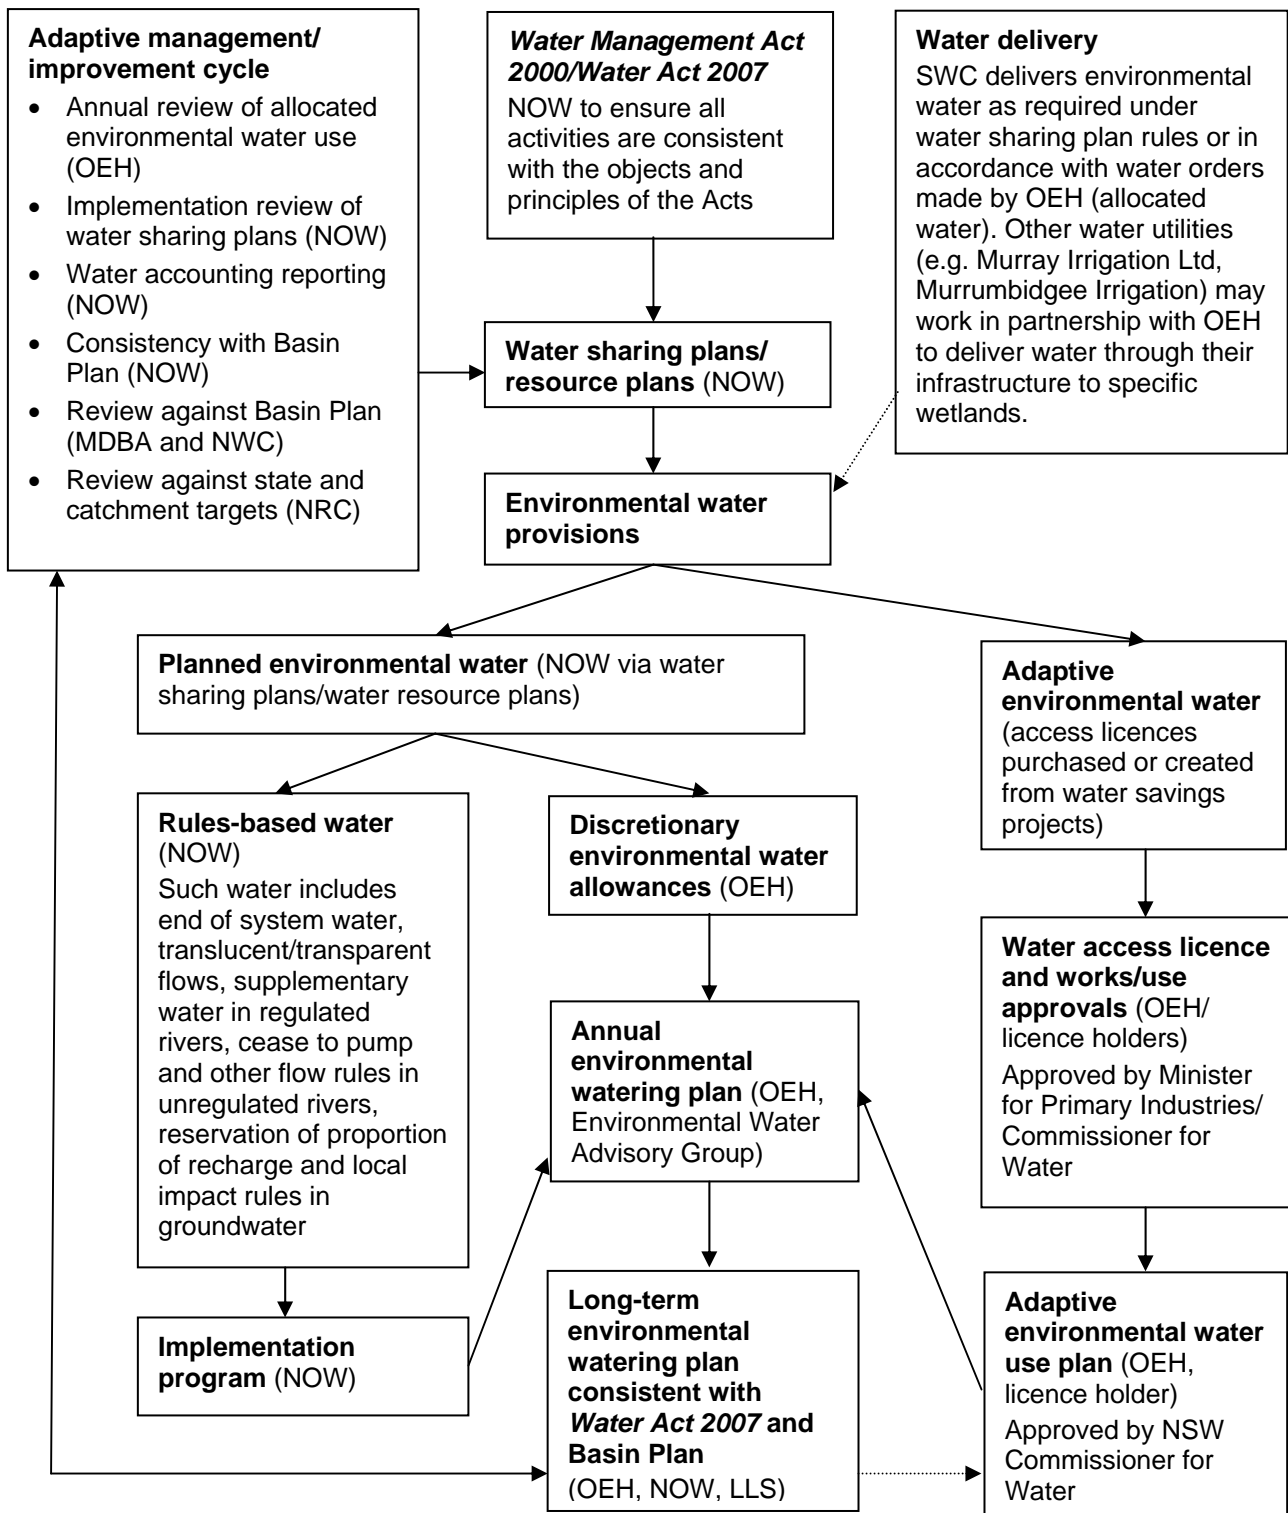 Adaptive management/
improvement cycle
• Annual review of allocated
environmental water use
(OEH)
• Implementation review of
water sharing plans (NOW)
• Water accounting reporting
(NOW)
• Consistency with Basin
Plan (NOW)
• Review against Basin Plan
(MDBA and NWC)
• Review against state and
catchment targets (NRC)
Water Management Act
2000/Water Act 2007
NOW to ensure all
activities are consistent
with the objects and
principles of the Acts
Water delivery
SWC delivers environmental
water as required under
water sharing plan rules or in
accordance with water orders
made by OEH (allocated
water). Other water utilities
(e.g. Murray Irrigation Ltd,
Murrumbidgee Irrigation) may
work in partnership with OEH
to deliver water through their
infrastructure to specific
wetlands.
Water sharing plans/
resource plans (NOW)
Environmental water
provisions
Planned environmental water (NOW via water
sharing plans/water resource plans)
Adaptive
environmental water
(access licences
purchased or created
from water savings
projects)
Rules-based water
(NOW)
Such water includes
end of system water,
translucent/transparent
flows, supplementary
water in regulated
rivers, cease to pump
and other flow rules in
unregulated rivers,
reservation of proportion
of recharge and local
impact rules in
groundwater
Discretionary
environmental water
allowances (OEH)
Water access licence
and works/use
approvals (OEH/
licence holders)
Approved by Minister
for Primary Industries/
Commissioner for
Water
Annual
environmental
watering plan (OEH,
Environmental Water
Advisory Group)
Implementation
program (NOW)
Long-term
environmental
watering plan
consistent with
Water Act 2007 and
Basin Plan
(OEH, NOW, LLS)
Adaptive
environmental water
use plan (OEH,
licence holder)
Approved by NSW
Commissioner for
Water